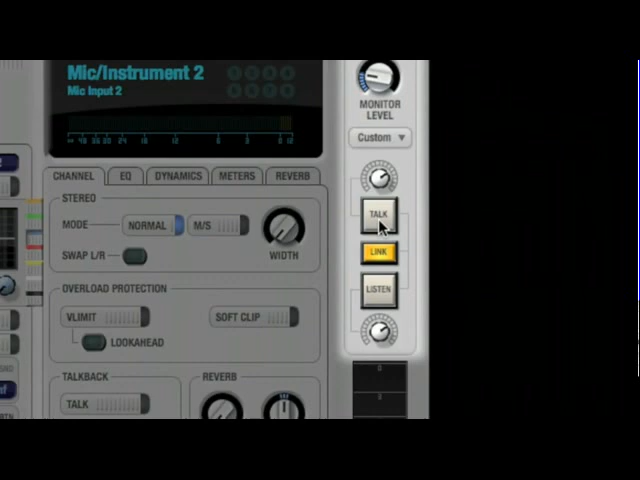 Mic/Instrument 2
Mic Input 2
MONITOR
LEVEL
Custom
CHANNEL EQ DYNAMICS METERS REVERB
STEREO
MODE NORMAL M/S
SWAP L/R WIDTH
TALK
LINK
LISTEN
OVERLOAD PROTECTION
VLIMIT SOFT CLIP
LOOKAHEAD
TALKBACK REVERB
TALK